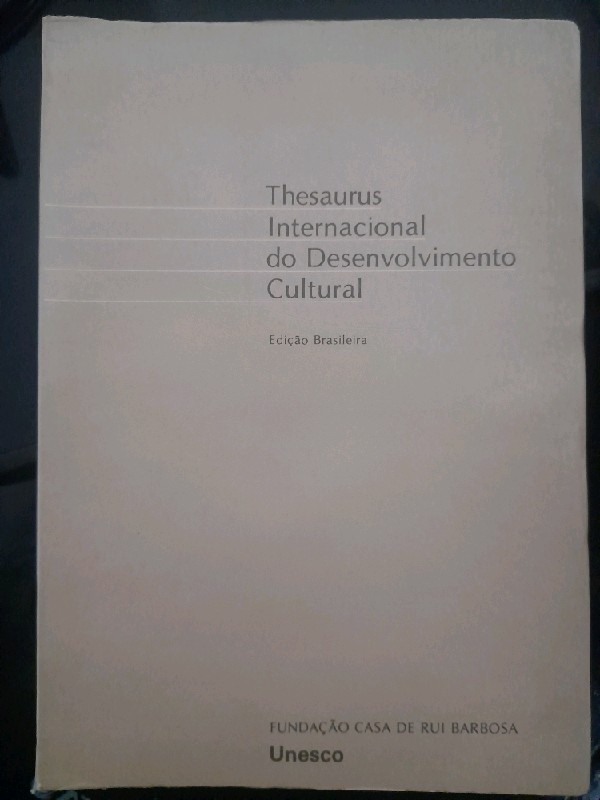 Thesaurus
Internacional
do Desenvolvimento
Cultural
Edição Brasileira
FUNDAÇÃO CASA DE RUI BARBOSA
Unesco